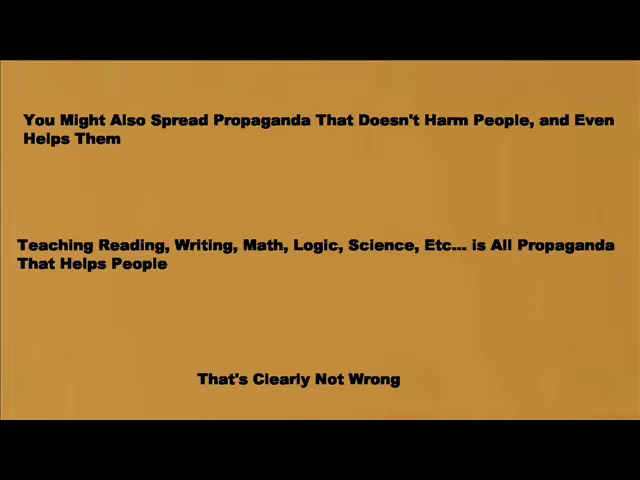 You Might Also Spread Propaganda That Doesn't Harm People, and Even
Helps Them
Teaching Reading, Writing, Math, Logic, Science, Etc... is All Propaganda
That Helps People
That's Clearly Not Wrong